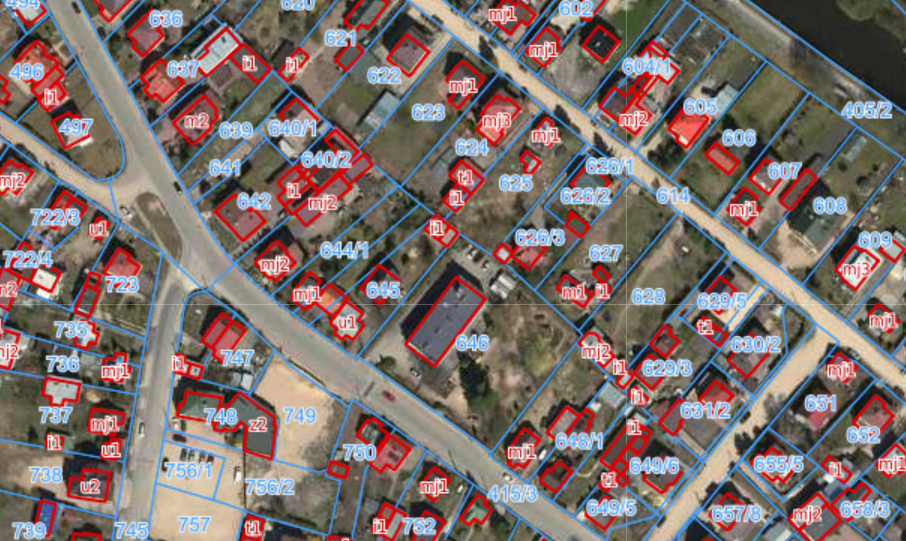 494
636
620
621
mj1
602
mj1
496
i1
637
i1
i1
622
604/1
mj1
497
m2
639
640/1
623
mj3
mj1
mj2
605
405/2
606
641
640/2
624
t1
i1
625
626/1
mj2
722/3
u1
642
i1
mj2
626/2
614
607
mj1
608
i1
626/3
722/4
723
mj2
644/1
627
609
mj3
mj1
645
m1
i1
628
629/5
u1
t1
mj1
735
646
736
mj1
i1
747
mj2
i1
629/3
630/2
mj1
737
mj1
748
z2
749
i1
631/2
651
652
i1
u1
750
mj1
648/1
i1
738
u2
756/1
756/2
mj1
415/3
t1
649/6
655/5
i1
mj1
739
745
757
t1
i1
752
649/5
657/8
mj2
658/3